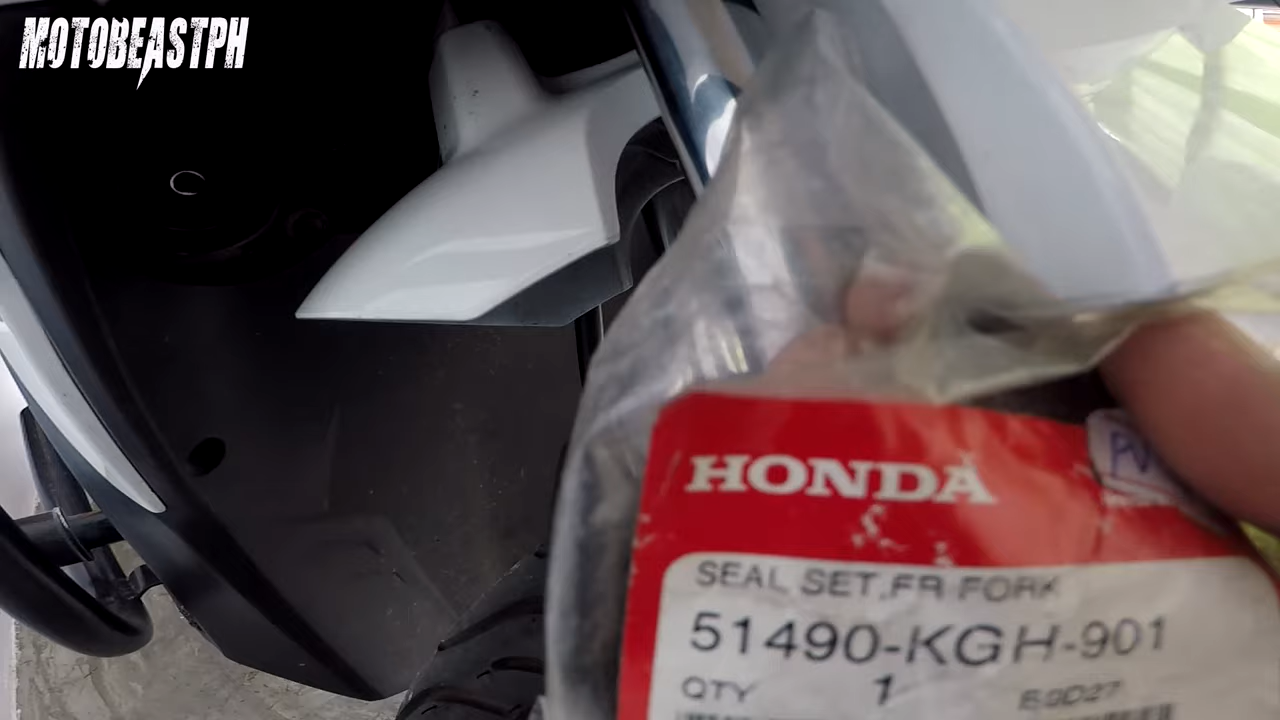 MOTOBEASTPH
HONDA
SEAL SET,FR FORK
51490-KGH-901
QTY 1